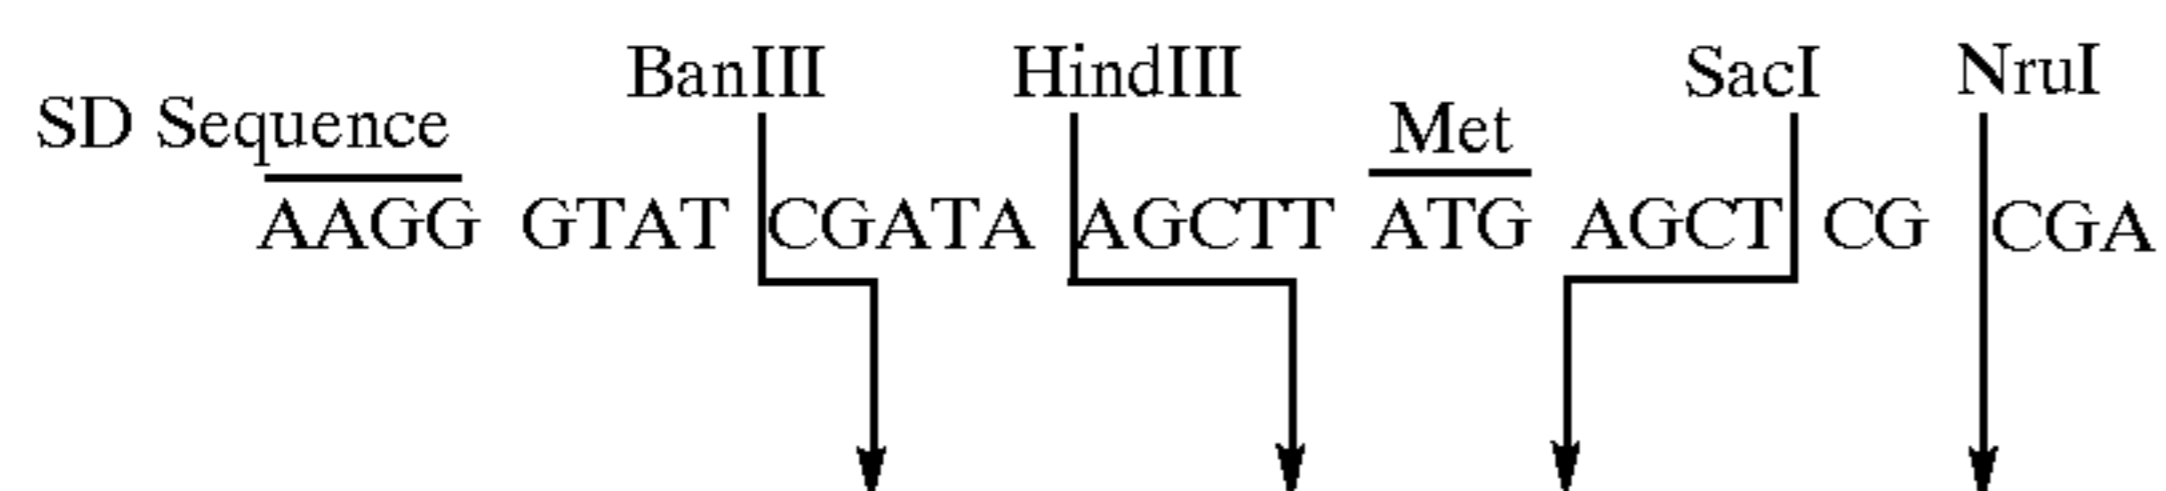 BanIII HindIII SacI NruI
SD Sequence Met
AAGG GTAT CGATA AGCTT ATG AGCT CG CGA